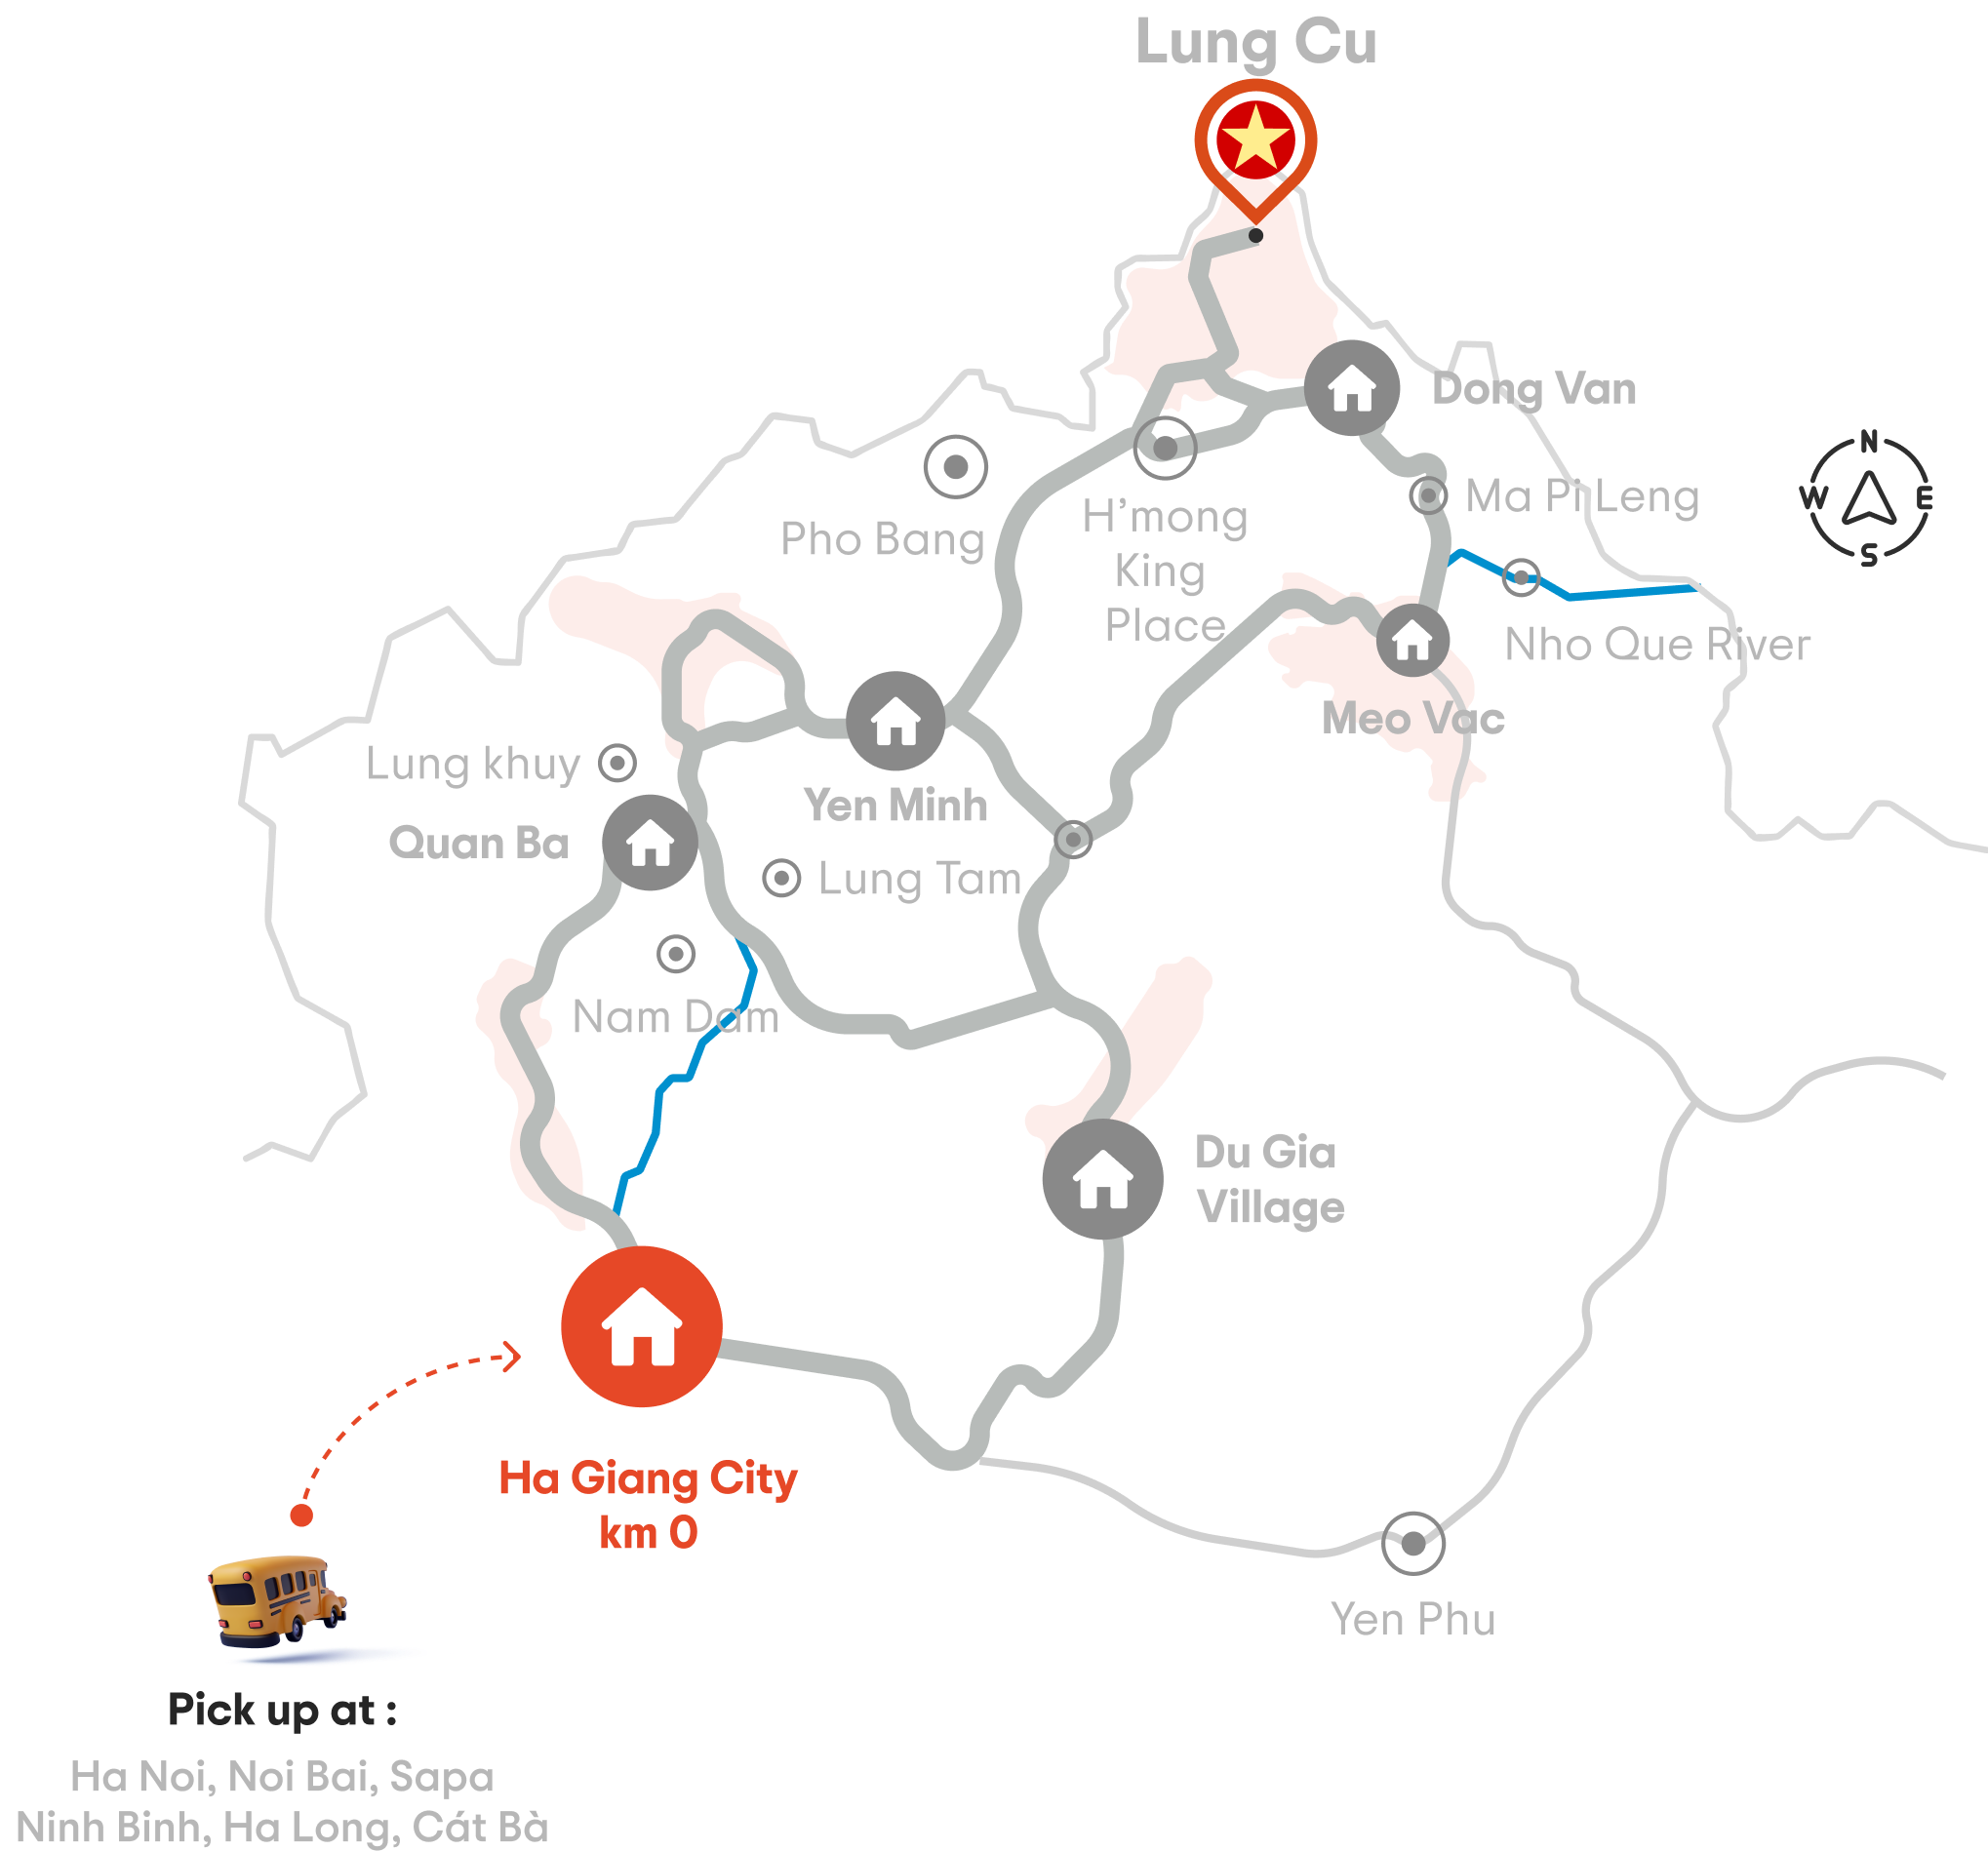 Lung Cu
Dong Van
N
W
E
S
Ma Pi Leng
Pho Bang
H'mong
King
Place
Nho Que River
Meo Vac
Lung khuy
Quan Ba
Yen Minh
Lung Tam
Nam Dam
Du Gia
Village
Ha Giang City
km 0
Yen Phu
Pick up at :
Ha Noi, Noi Bai, Sapa
Ninh Binh, Ha Long, Cát Bà